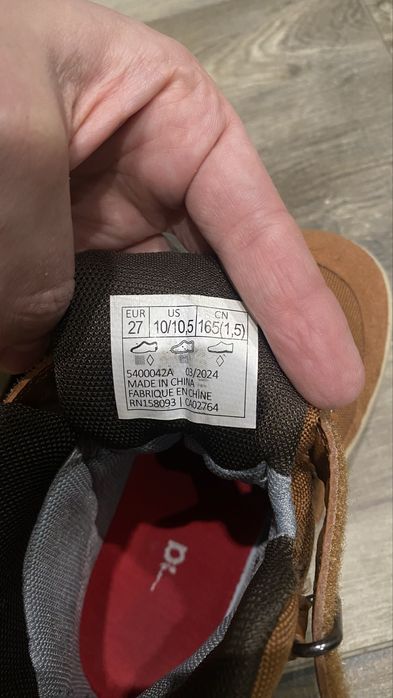 EUR US CN
27 10/10,5 165(1,5)
5400042A 03/2024
MADE IN CHINA
FABRIQUE EN CHINE
RN158093 | CA02764